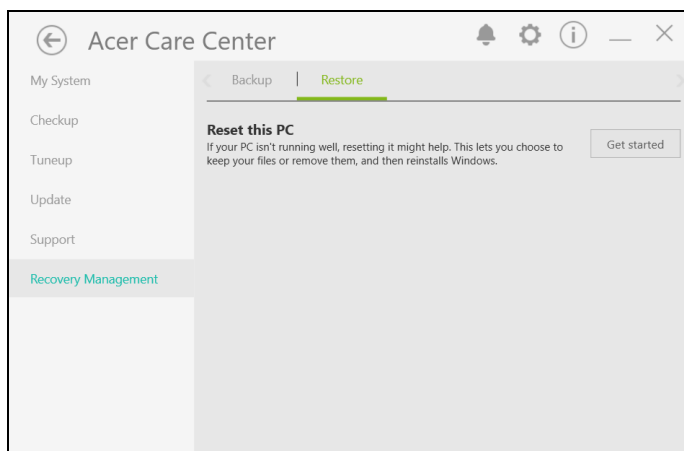 Acer Care Center
My System
Checkup
Tuneup
Update
Support
Recovery Management
Backup
Restore
Reset this PC
If your PC isn't running well, resetting it might help. This lets you choose to
keep your files or remove them, and then reinstalls Windows.
Get started